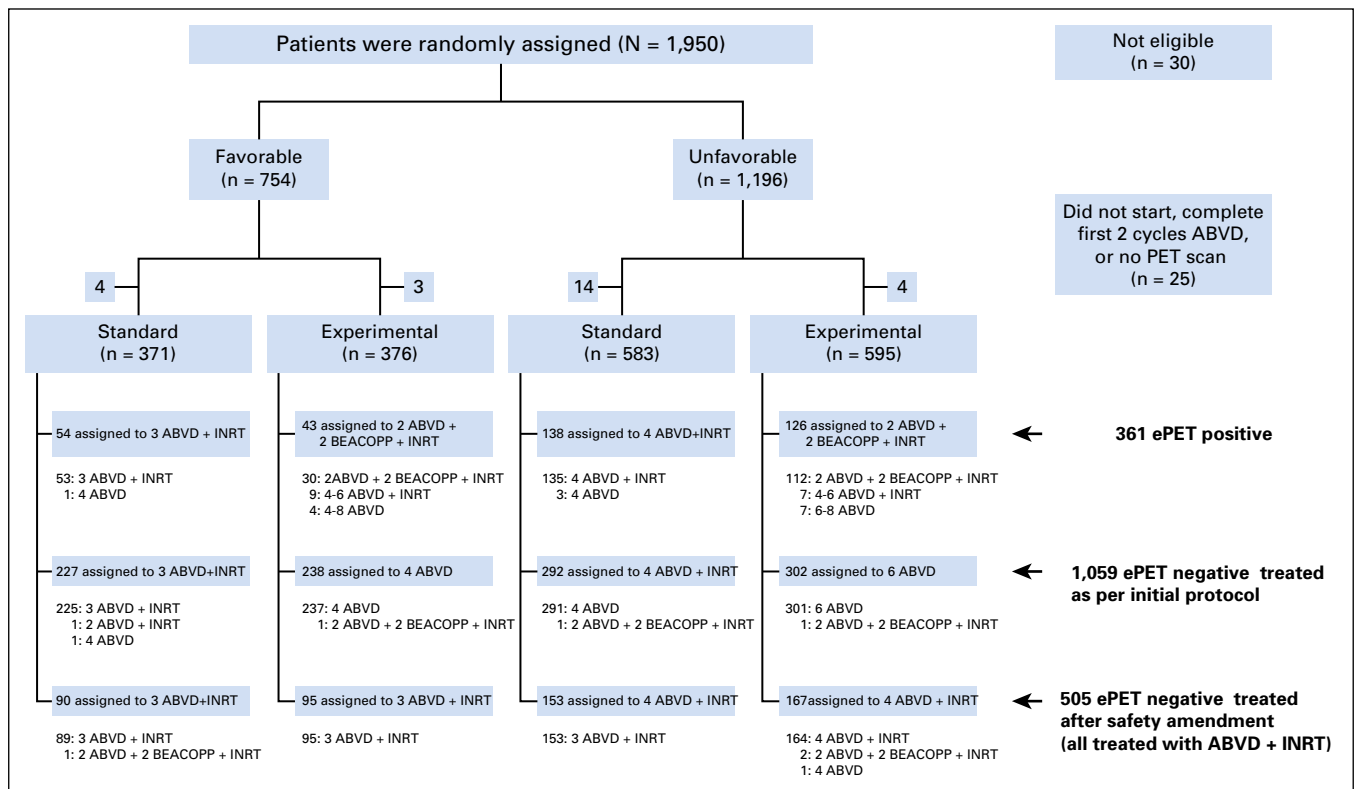 Patients were randomly assigned (N = 1,950)
Not eligible
(n = 30)
Favorable
(n = 754)
Unfavorable
(n = 1,196)
Did not start, complete
first 2 cycles ABVD,
or no PET scan
(n = 25)
4
3
14
4
Standard
(n = 371)
Experimental
(n = 376)
Standard
(n = 583)
Experimental
(n = 595)
54 assigned to 3 ABVD + INRT
43 assigned to 2 ABVD +
2 BEACOPP + INRT
138 assigned to 4 ABVD+INRT
126 assigned to 2 ABVD +
2 BEACOPP + INRT
361 ePET positive
53: 3 ABVD + INRT
1: 4 ABVD
30: 2ABVD + 2 BEACOPP + INRT
9: 4-6 ABVD + INRT
4: 4-8 ABVD
135: 4 ABVD + INRT
3: 4 ABVD
112: 2 ABVD + 2 BEACOPP + INRT
7: 4-6 ABVD + INRT
7: 6-8 ABVD
227 assigned to 3 ABVD+INRT
238 assigned to 4 ABVD
292 assigned to 4 ABVD + INRT
302 assigned to 6 ABVD
1,059 ePET negative treated
as per initial protocol
225: 3 ABVD + INRT
1: 2 ABVD + INRT
1: 4 ABVD
237: 4 ABVD
1: 2 ABVD + 2 BEACOPP + INRT
291: 4 ABVD
1: 2 ABVD + 2 BEACOPP + INRT
301: 6 ABVD
1: 2 ABVD + 2 BEACOPP + INRT
90 assigned to 3 ABVD+INRT
95 assigned to 3 ABVD + INRT
153 assigned to 4 ABVD + INRT
167assigned to 4 ABVD + INRT
505 ePET negative treated
after safety amendment
(all treated with ABVD + INRT)
89: 3 ABVD + INRT
1: 2 ABVD + 2 BEACOPP + INRT
95: 3 ABVD + INRT
153: 3 ABVD + INRT
164: 4 ABVD + INRT
2: 2 ABVD + 2 BEACOPP + INRT
1: 4 ABVD